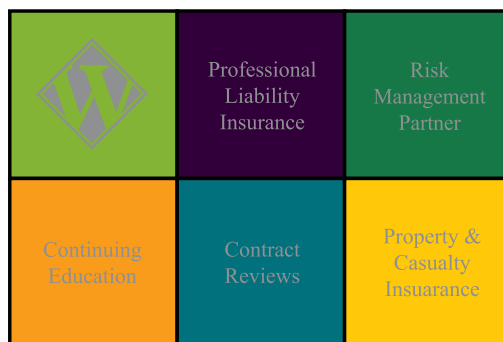 W
Professional
Liability
Insurance
Risk
Management
Partner
Continuing
Education
Contract
Reviews
Property &
Casualty
Insuarance